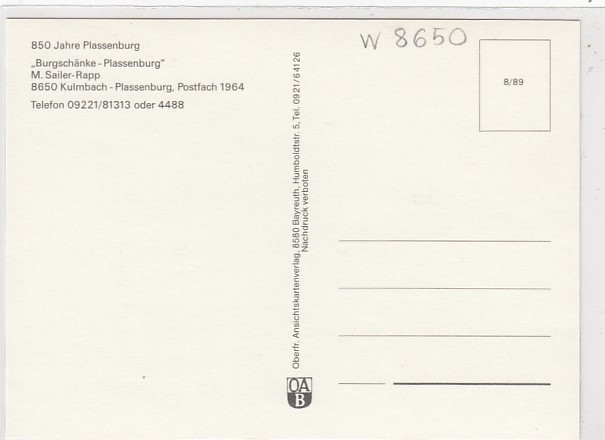 850 Jahre Plassenburg
„Burgschänke - Plassenburg"
M. Sailer-Rapp
8650 Kulmbach - Plassenburg, Postfach 1964
Telefon 09221/81313 oder 4488
Oberfr. Ansichtskartenverlag, 8580 Bayreuth, Humboldtstr. 5, Tel. 0921/64126
Nachdruck verboten
OA
B
W 8650
8/89